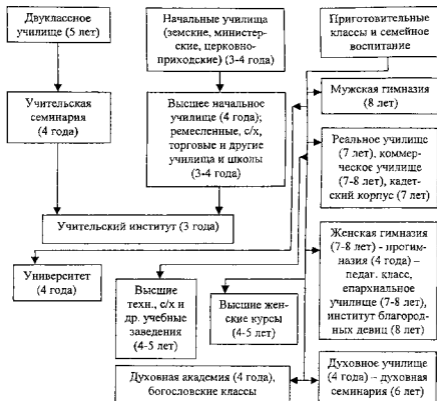 Двуклассное
училище (5 лет)
Начальные училища
(земские, министер-
ские, церковно-
приходские) (3-4 года)
Приготовительные
классы и семейное
воспитание
Учительская
семинария
(4 года)
Высшее начальное
училище (4 года);
ремесленные, с/х,
торговые и другие
училища и школы
(3-4 года)
Мужская гимназия
(8 лет)
Реальное училище
(7 лет), коммер-
ческое училище
(7-8 лет), кадет-
ский корпус (7 лет)
Учительский институт (3 года)
Университет
(4 года)
Высшие
техн., с/х и
др. учебные
заведения
(4-5 лет)
Высшие жен-
ские курсы
(4-5 лет)
Женская гимназия
(7-8 лет) - прогим-
назия (4 года) –
педаг. класс,
епархиальное
училище (7-8 лет),
институт благород-
ных девиц (8 лет)
Духовная академия (4 года),
богословские классы
Духовное училище
(4 года) – духовная
семинария (6 лет)